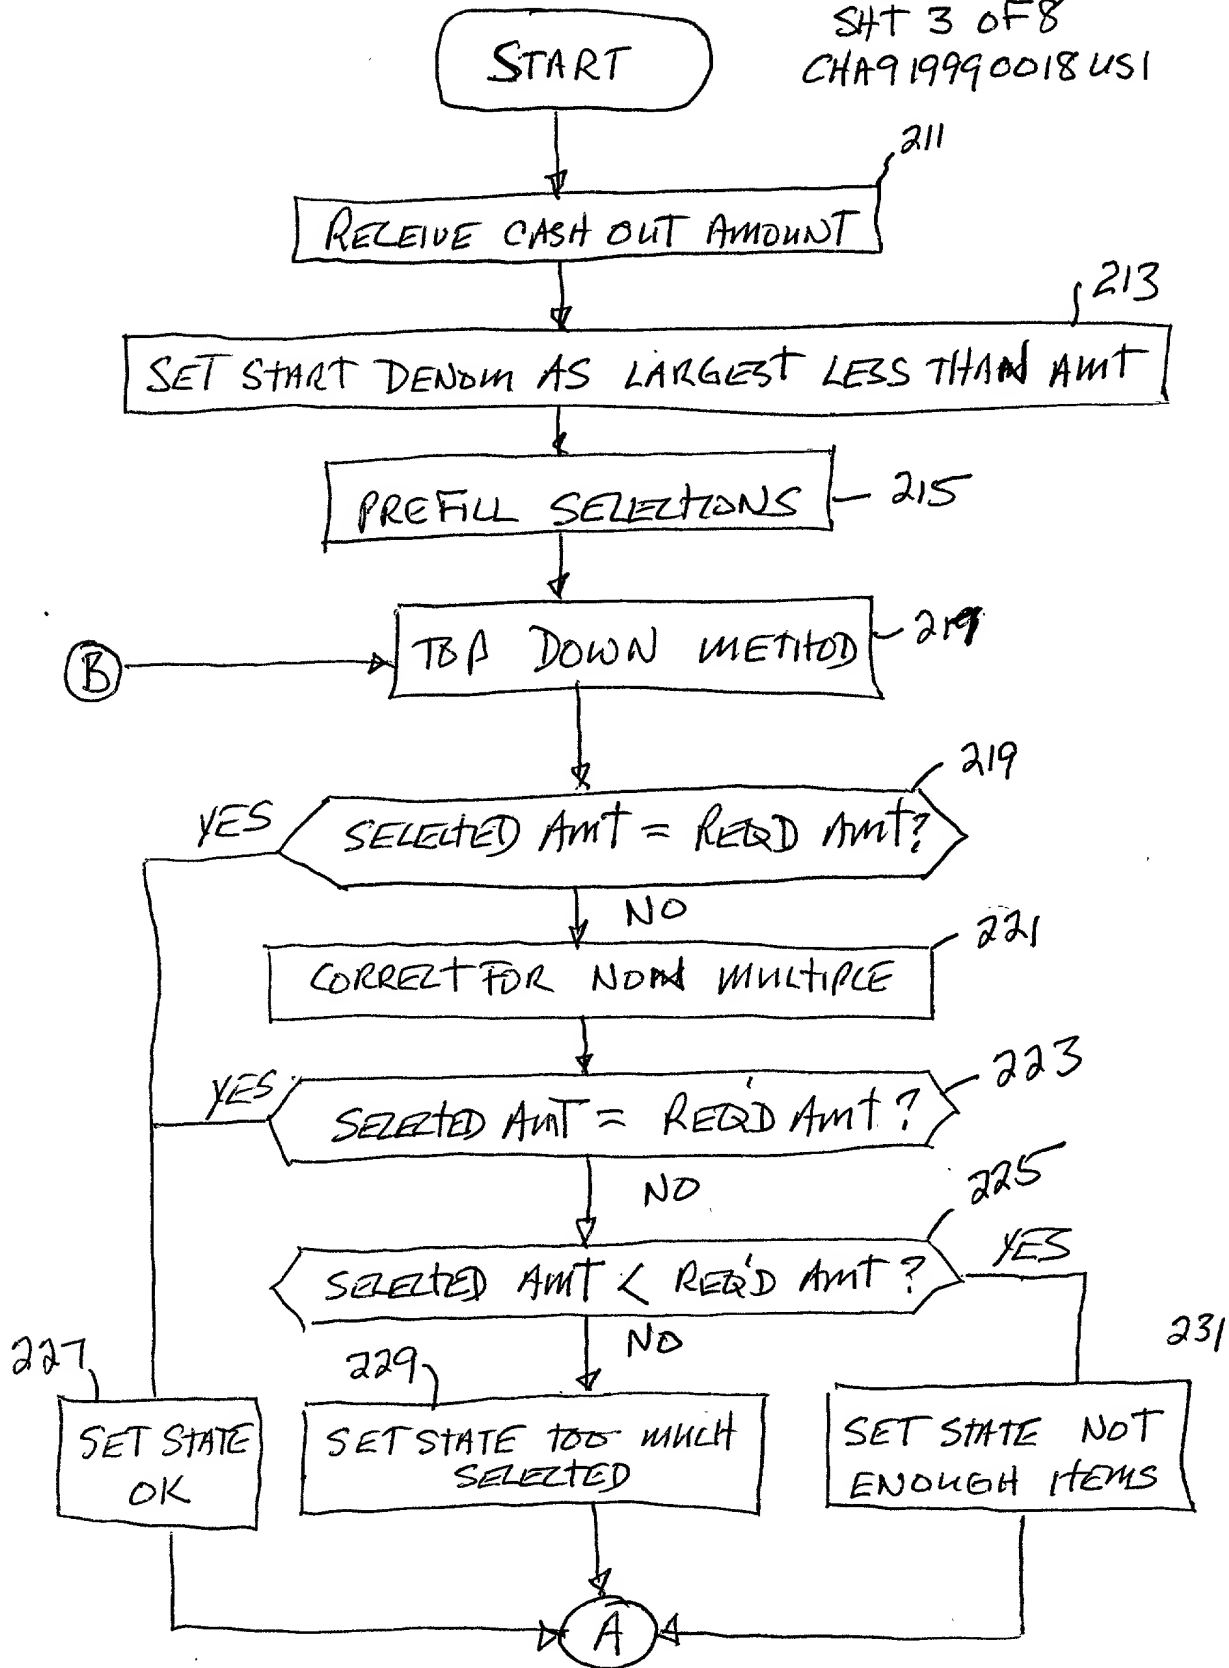 SHT 3 OF 8
CHA919990018US1
START
211
RECEIVE CASH OUT AMOUNT
213
SET START DENOM AS LARGEST LESS THAN AMT
PREFILL SELECTIONS
215
B
TOP DOWN METHOD
219
219
YES
SELECTED AMT = REQD AMT?
NO
221
CORRECT FOR NON MULTIPLE
223
YES
SELECTED AMT = REQ'D AMT?
NO
225
SELECTED AMT < REQ'D AMT?
YES
NO
227
229
231
SET STATE
OK
SET STATE TOO MUCH
SELECTED
SET STATE NOT
ENOUGH ITEMS
A